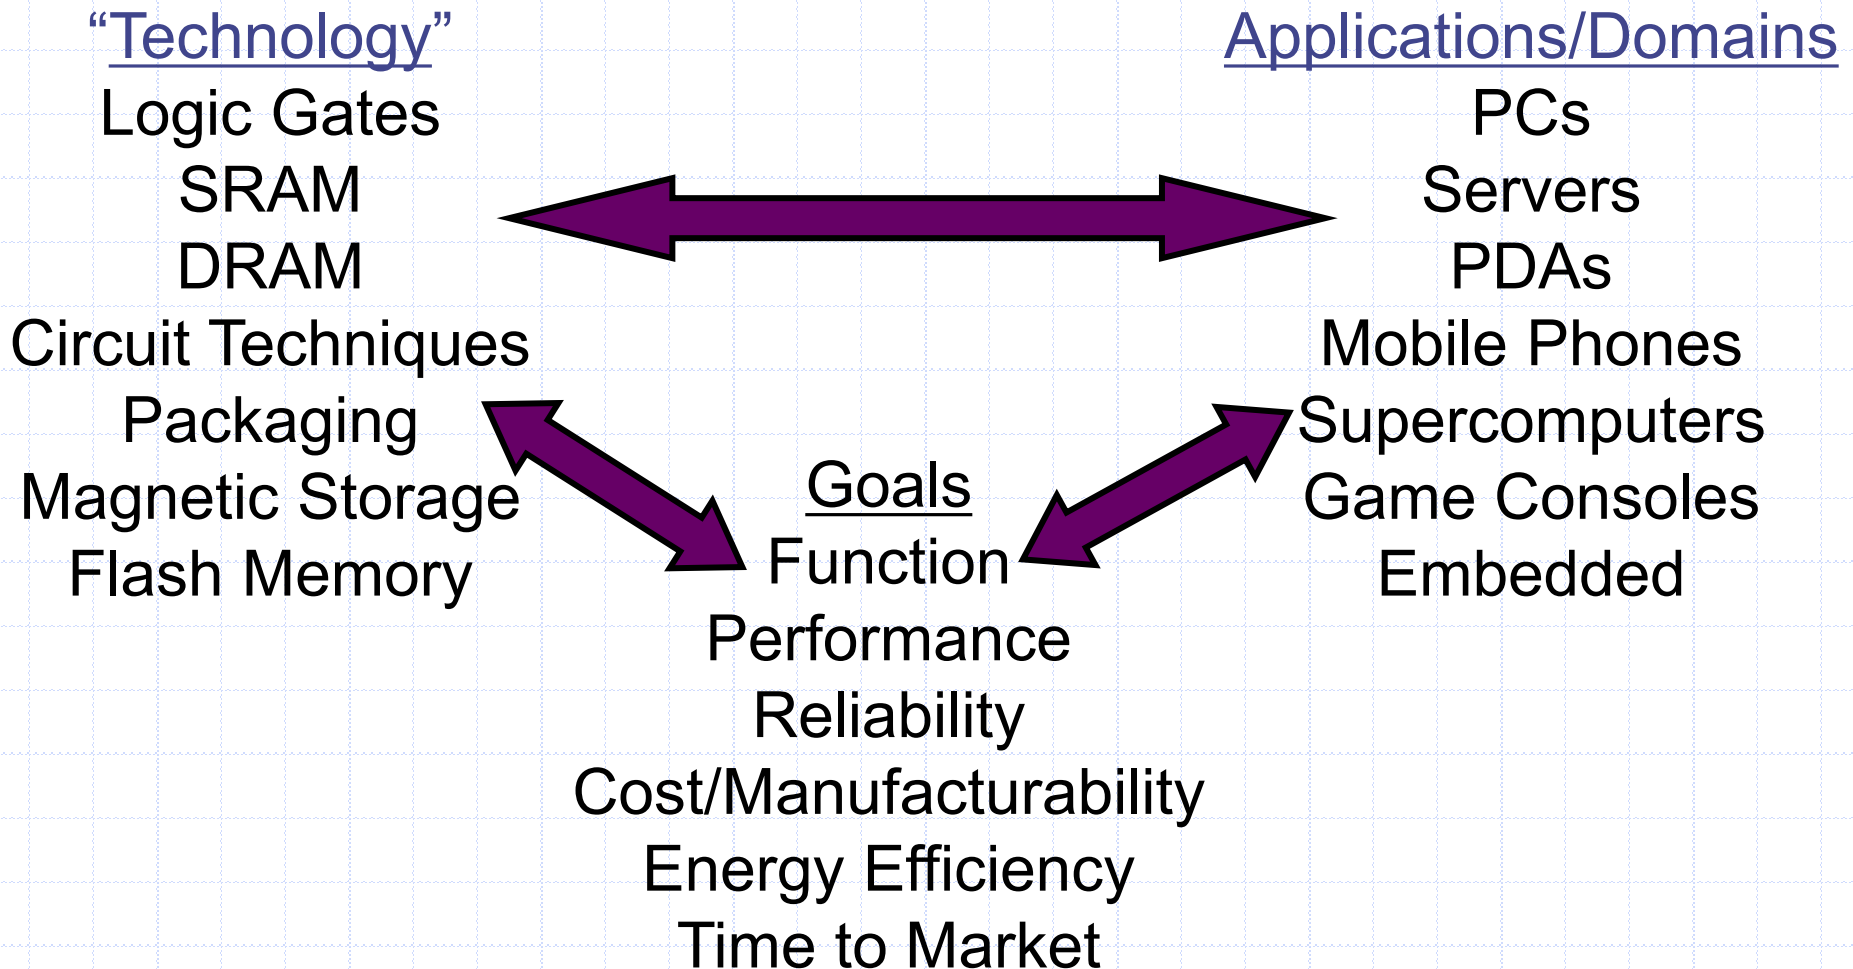 “Technology”
Logic Gates
SRAM
DRAM
Circuit Techniques
Packaging
Magnetic Storage
Flash Memory
Applications/Domains
PCs
Servers
PDAs
Mobile Phones
Supercomputers
Game Consoles
Embedded
Goals
Function
Performance
Reliability
Cost/Manufacturability
Energy Efficiency
Time to Market